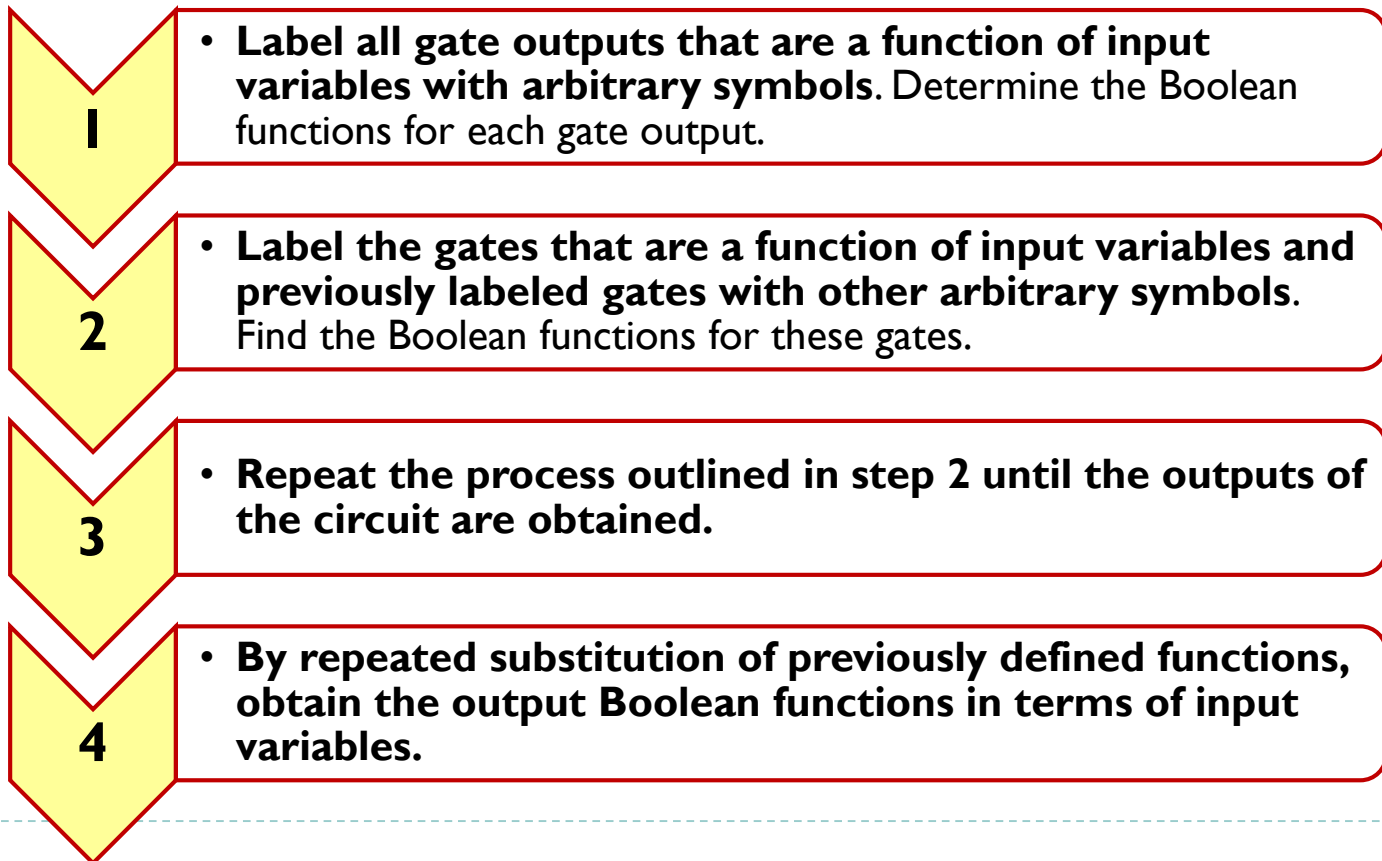 1
• Label all gate outputs that are a function of input
variables with arbitrary symbols. Determine the Boolean
functions for each gate output.
2
• Label the gates that are a function of input variables and
previously labeled gates with other arbitrary symbols.
Find the Boolean functions for these gates.
3
• Repeat the process outlined in step 2 until the outputs of
the circuit are obtained.
4
• By repeated substitution of previously defined functions,
obtain the output Boolean functions in terms of input
variables.